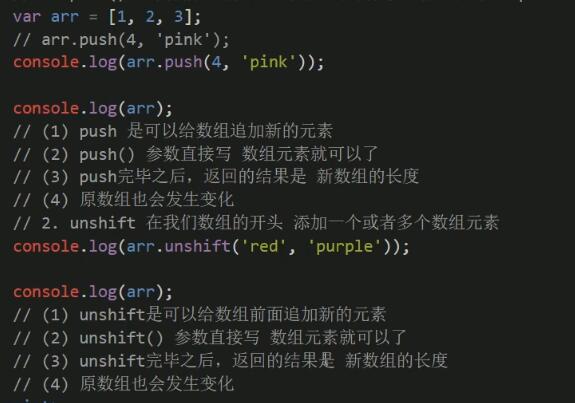 var arr = [1, 2, 3];
// arr.push(4, 'pink');
console.log(arr.push(4, 'pink'));
console.log(arr);
// (1) push 是可以给数组追加新的元素
// (2) push() 参数直接写 数组元素就可以了
// (3) push完毕之后，返回的结果是 新数组的长度
// (4) 原数组也会发生变化
// 2. unshift 在我们数组的开头 添加一个或者多个数组元素
console.log(arr.unshift('red', 'purple'));
console.log(arr);
// (1) unshift是可以给数组前面追加新的元素
// (2) unshift() 参数直接写 数组元素就可以了
// (3) unshift完毕之后，返回的结果是 新数组的长度
// (4) 原数组也会发生变化